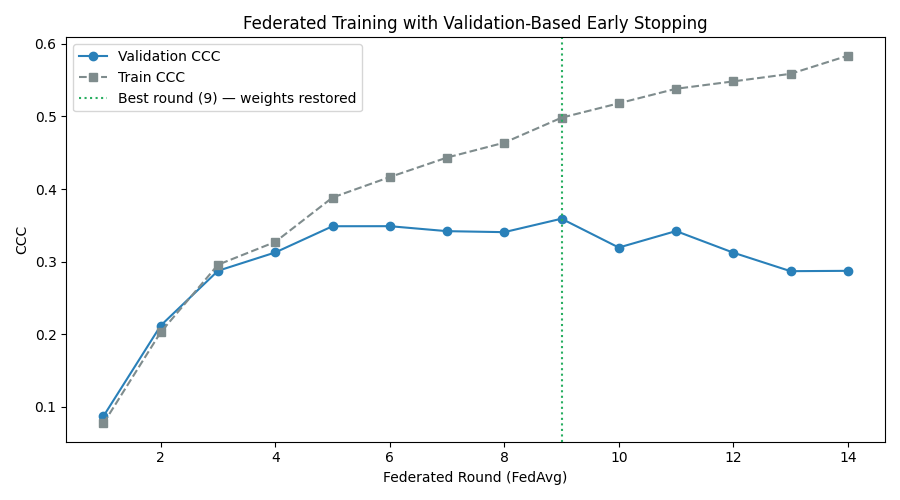 Federated Training with Validation-Based Early Stopping
Validation CCC
Train CCC
Best round (9) — weights restored
0.6
0.5
0.4
0.3
0.2
0.1
CCC
2 4 6 8 10 12 14
Federated Round (FedAvg)